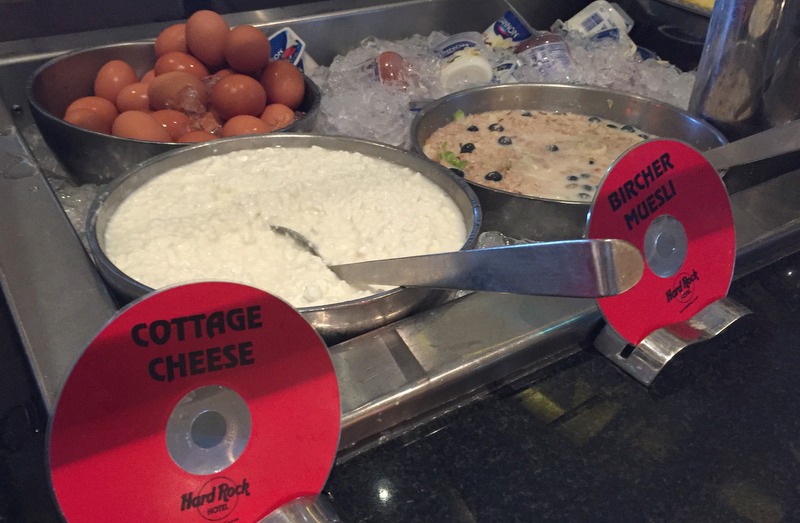 COTTAGE
CHEESE
Hard Rock
HOTEL
BIRCHER
MUESLI
Hard Rock
HOTEL